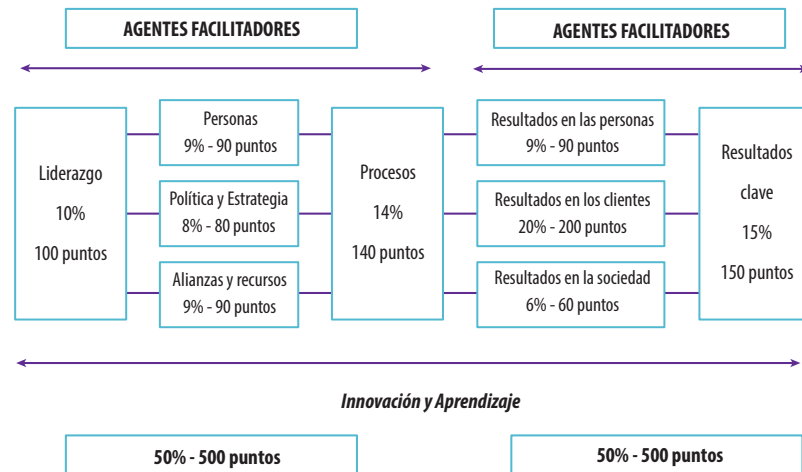 AGENTES FACILITADORES
AGENTES FACILITADORES
Liderazgo
10%
100 puntos
Personas
9% - 90 puntos
Política y Estrategia
8% - 80 puntos
Alianzas y recursos
9% - 90 puntos
Procesos
14%
140 puntos
Resultados en las personas
9% - 90 puntos
Resultados en los clientes
20% - 200 puntos
Resultados en la sociedad
6% - 60 puntos
Resultados
clave
15%
150 puntos
Innovación y Aprendizaje
50% - 500 puntos
50% - 500 puntos